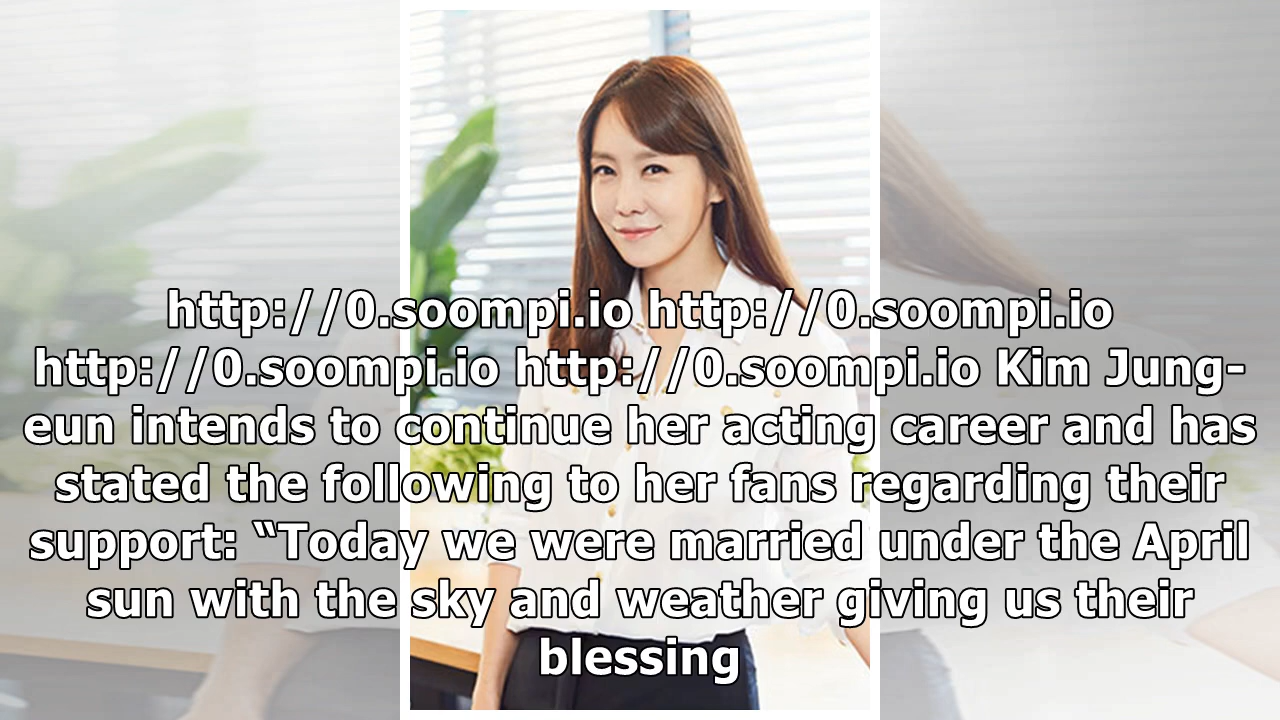 http://0.soompi.io http://0.soompi.io
http://0.soompi.io http://0.soompi.io Kim Jung-
eun intends to continue her acting career and has
stated the following to her fans regarding their
support: “Today we were married under the April
sun with the sky and weather giving us their
blessing